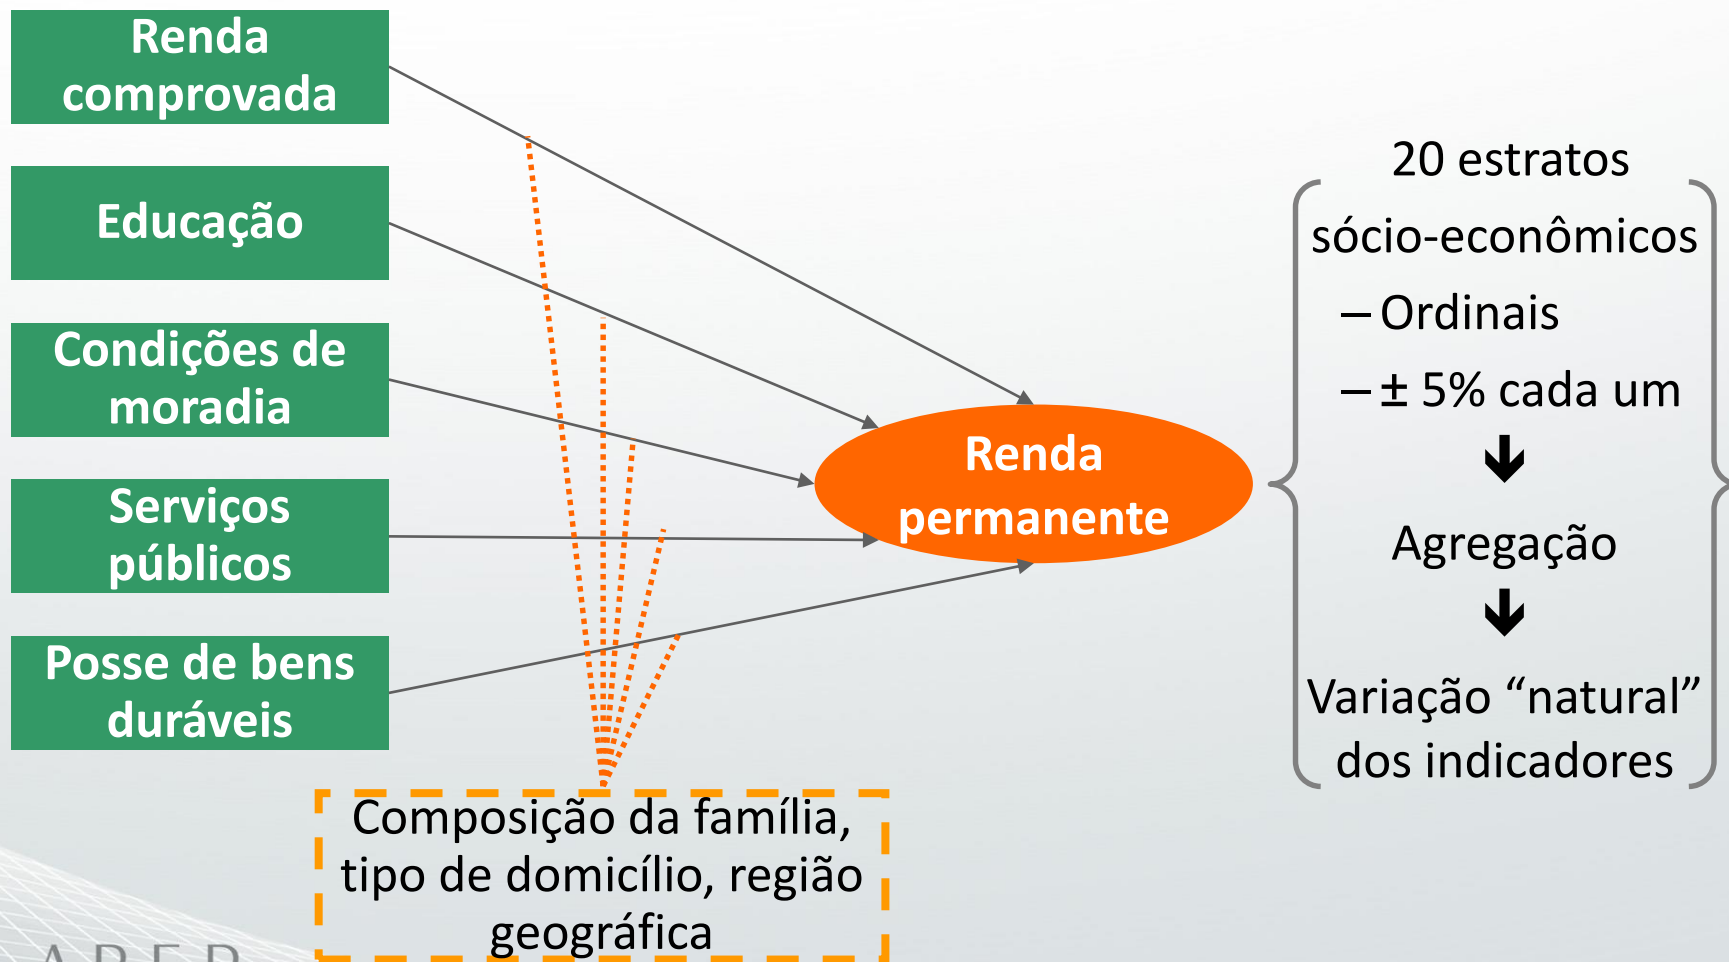 Renda
comprovada
Educação
Condições de
moradia
Serviços
públicos
Posse de bens
duráveis
Renda
permanente
Composição da família,
tipo de domicílio, região
geográfica
20 estratos
sócio-econômicos
– Ordinais
– ± 5% cada um
Agregação
Variação “natural”
dos indicadores